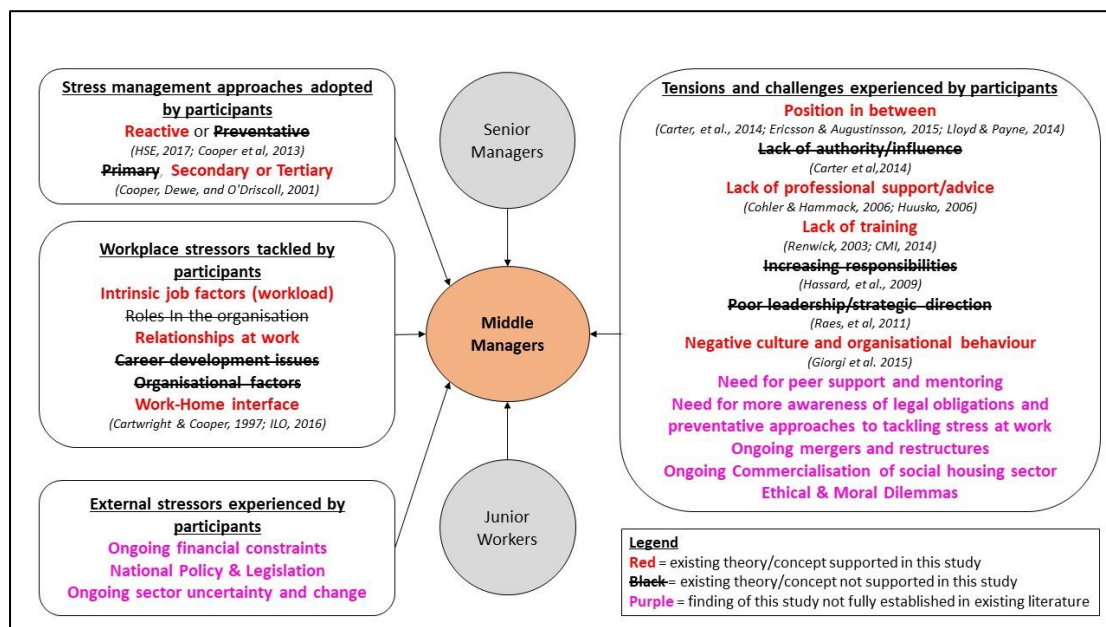 Stress management approaches adopted
by participants
Reactive or Preventative
(HSE, 2017; Cooper et al, 2013)
Primary, Secondary or Tertiary
(Cooper, Dewe, and O'Driscoll, 2001)
Workplace stressors tackled by
participants
Intrinsic job factors (workload)
Roles In the organisation
Relationships at work
Career development issues
Organisational factors
Work-Home interface
(Cartwright & Cooper, 1997; ILO, 2016)
External stressors experienced by
participants
Ongoing financial constraints
National Policy & Legislation
Ongoing sector uncertainty and change
Senior
Managers
Middle
Managers
Junior
Workers
Tensions and challenges experienced by participants
Position in between
(Carter, et al., 2014; Ericsson & Augustinsson, 2015; Lloyd & Payne, 2014)
Lack of authority/influence
(Carter et al,2014)
Lack of professional support/advice
(Cohler & Hammack, 2006; Huusko, 2006)
Lack of training
(Renwick, 2003; CMI, 2014)
Increasing responsibilities
(Hassard, et al., 2009)
Poor leadership/strategic direction
(Raes, et al, 2011)
Negative culture and organisational behaviour
(Giorgi et al. 2015)
Need for peer support and mentoring
Need for more awareness of legal obligations and
preventative approaches to tackling stress at work
Ongoing mergers and restructures
Ongoing Commercialisation of social housing sector
Ethical & Moral Dilemmas
Legend
Red = existing theory/concept supported in this study
Black = existing theory/concept not supported in this study
Purple = finding of this study not fully established in existing literature